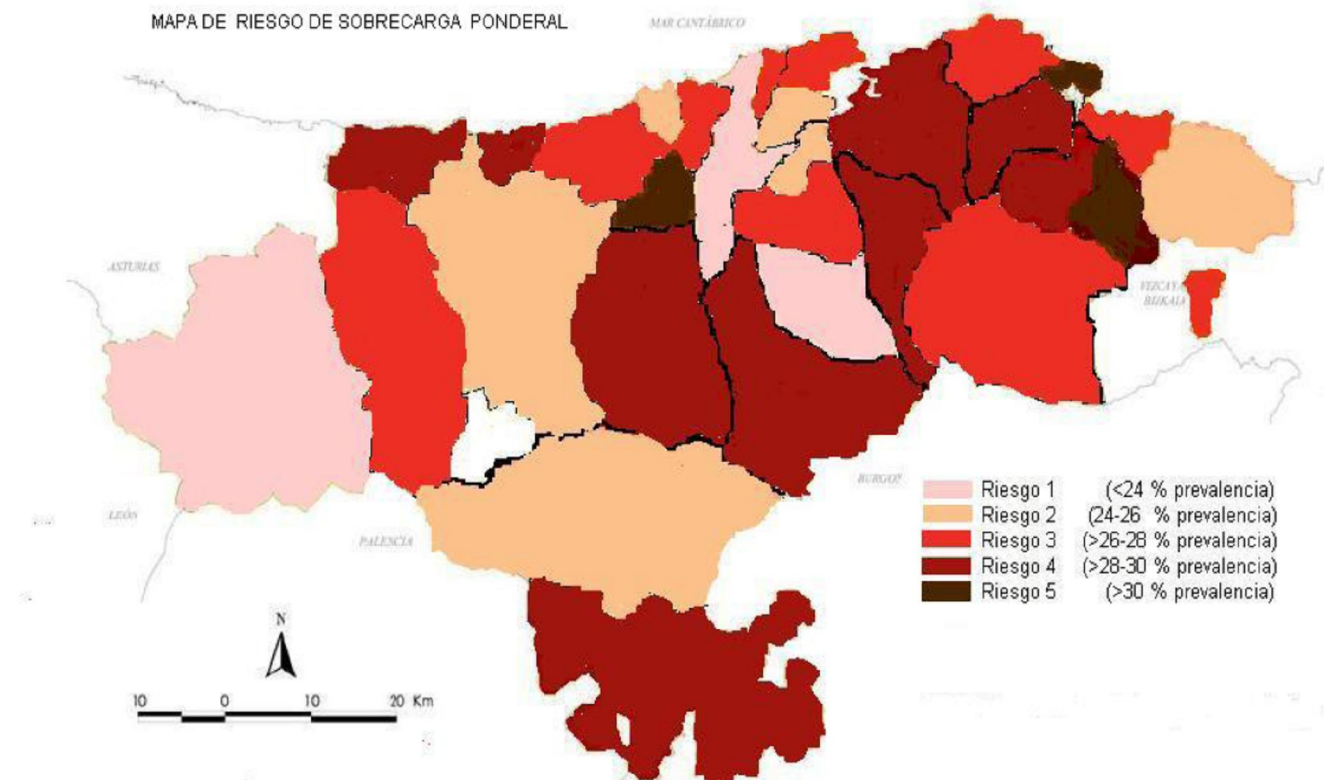 MAPA DE RIESGO DE SOBRECARGA PONDERAL
MAR CANTÁBRICO
ASTURIAS
VIZCAYA
BIZKAIA
BURGOS
LEÓN
PALENCIA
Riesgo 1 (<24 % prevalencia)
Riesgo 2 (24-26 % prevalencia)
Riesgo 3 (>26-28 % prevalencia)
Riesgo 4 (>28-30 % prevalencia)
Riesgo 5 (>30 % prevalencia)
N
10 0 10 20 Km